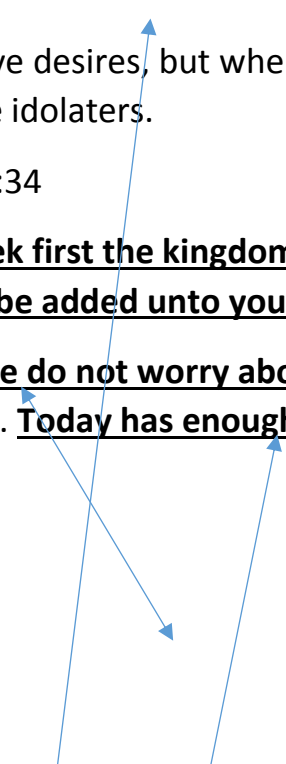 ve desires, but whe
idolaters.
:34
ek first the kingdom
be added unto you
e do not worry abo
. Today has enough